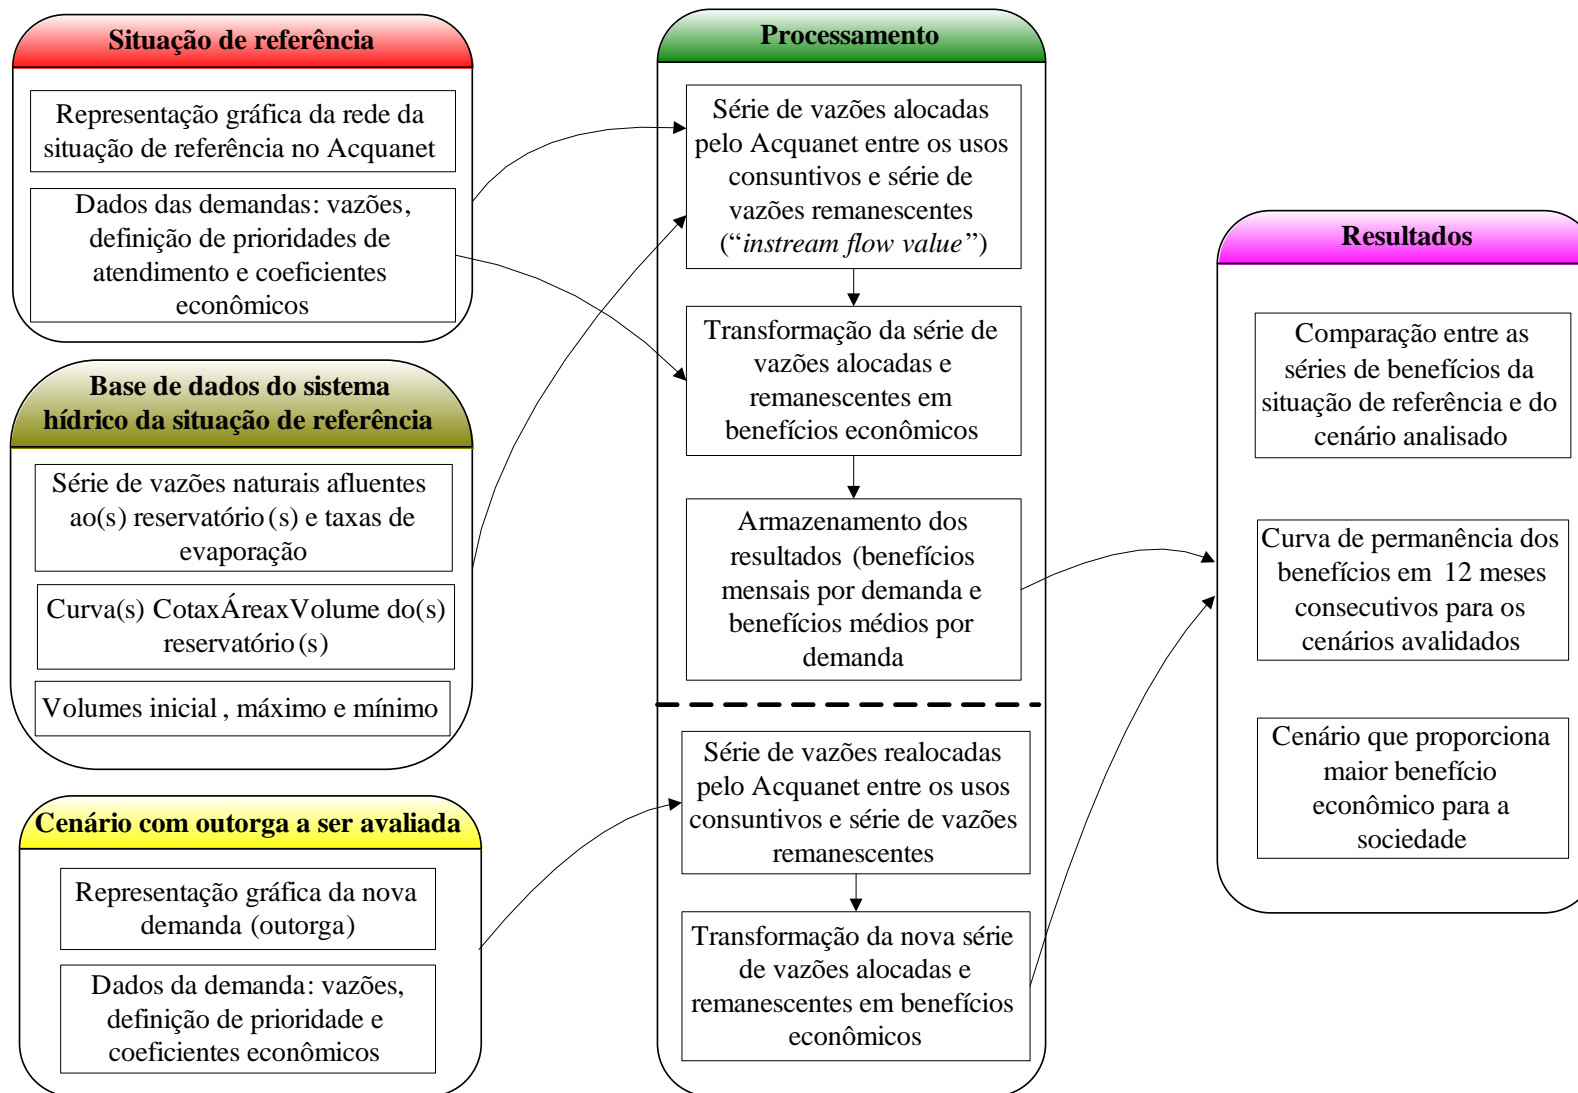 Situação de referência
Representação gráfica da rede da
situação de referência no Acquanet
Dados das demandas: vazões,
definição de prioridades de
atendimento e coeficientes
econômicos
Base de dados do sistema
hídrico da situação de referência
Série de vazões naturais afluentes
ao(s) reservatório(s) e taxas de
evaporação
Curva(s) CotaxÁreaxVolume do(s)
reservatório(s)
Volumes inicial, máximo e mínimo
Cenário com outorga a ser avaliada
Representação gráfica da nova
demanda (outorga)
Dados da demanda: vazões,
definição de prioridade e
coeficientes econômicos
Processamento
Série de vazões alocadas
pelo Acquanet entre os usos
consuntivos e série de
vazões remanescentes
(“instream flow value”)
Transformação da série de
vazões alocadas e
remanescentes em
benefícios econômicos
Armazenamento dos
resultados (benefícios
mensais por demanda e
benefícios médios por
demanda
Série de vazões realocadas
pelo Acquanet entre os usos
consuntivos e série de vazões
remanescentes
Transformação da nova série
de vazões alocadas e
remanescentes em benefícios
econômicos
Resultados
Comparação entre as
séries de benefícios da
situação de referência e do
cenário analisado
Curva de permanência dos
benefícios em 12 meses
consecutivos para os
cenários avalidados
Cenário que proporciona
maior benefício
econômico para a
sociedade